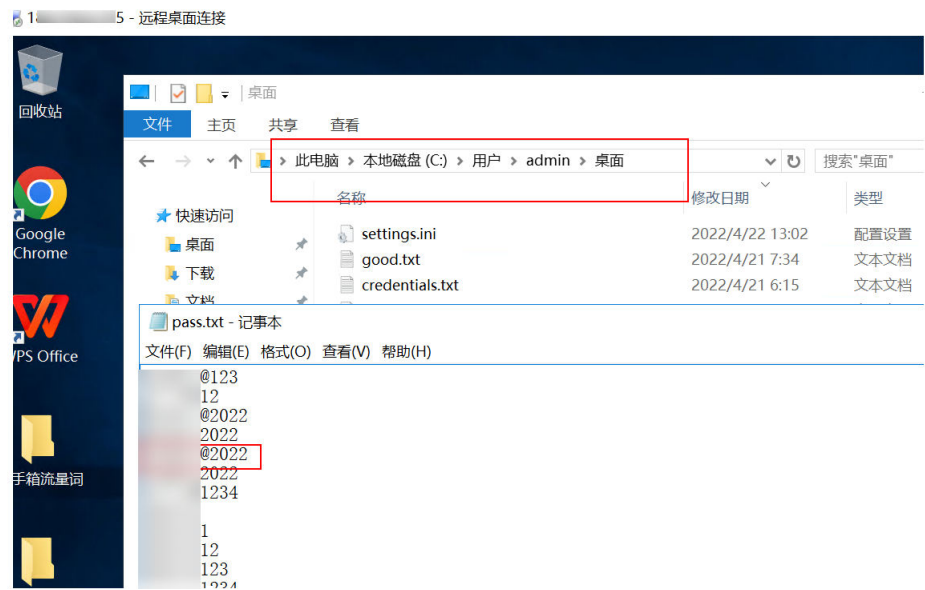 5 - 远程桌面连接
回收站
桌面
文件 主页 共享 查看
此电脑 > 本地磁盘 (C:) > 用户 > admin > 桌面
搜索"桌面"
名称 修改日期 类型
快速访问
桌面
下载
文档
settings.ini 2022/4/22 13:02 配置设置
good.txt 2022/4/21 7:34 文本文档
credentials.txt 2022/4/21 6:15 文本文档
Google
Chrome
PS Office
手箱流量词
pass.txt - 记事本
文件(F) 编辑(E) 格式(O) 查看(V) 帮助(H)
@123
12
@2022
2022
@2022
2022
1234
1
12
123
1234